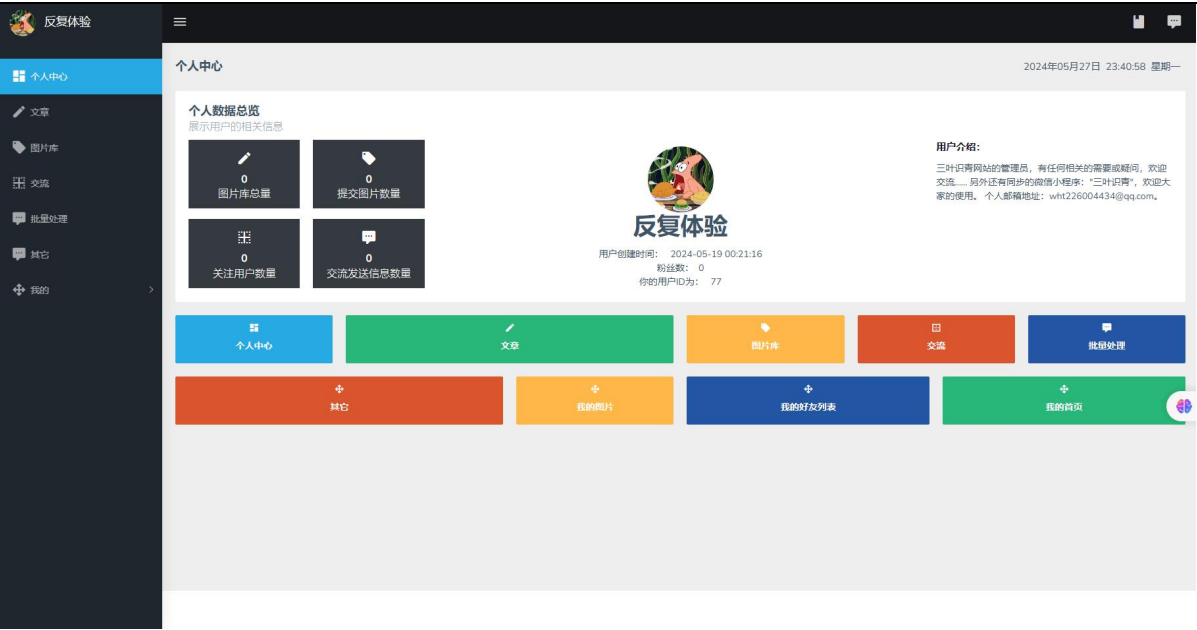 反复体验
个人中心
文章
图片库
交流
批量处理
其它
我的
个人中心
2024年05月27日 23:40:58 星期一
个人数据总览
展示用户的相关信息
0
图片库总量
0
提交图片数量
0
关注用户数量
0
交流发送信息数量
反复体验
用户创建时间： 2024-05-19 00:21:16
粉丝数： 0
你的用户ID为： 77
用户介绍：
三叶识青网站的管理员，有任何相关的需要或疑问，欢迎
交流..... 另外还有同步的微信小程序："三叶识青"，欢迎大
家的使用。 个人邮箱地址：wht226004434@qq.com。
个人中心
文章
图片库
交流
批量处理
其它
我的图片
我的好友列表
我的首页